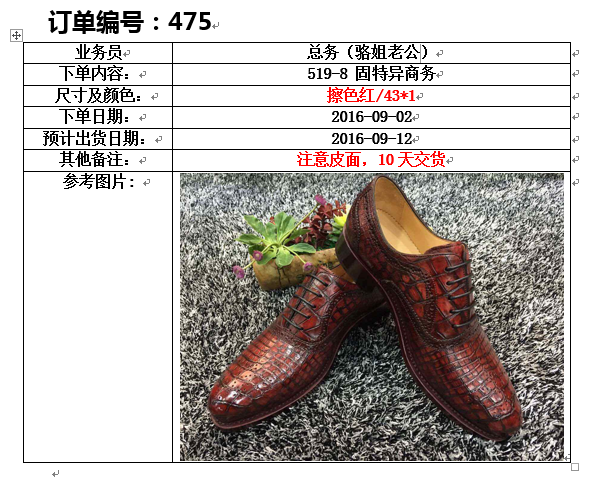 订单编号：475
业务员 总务（骆姐老公）
下单内容： 519-8 固特异商务
尺寸及颜色： 擦色红/43*1
下单日期： 2016-09-02
预计出货日期： 2016-09-12
其他备注： 注意皮面，10 天交货
参考图片：